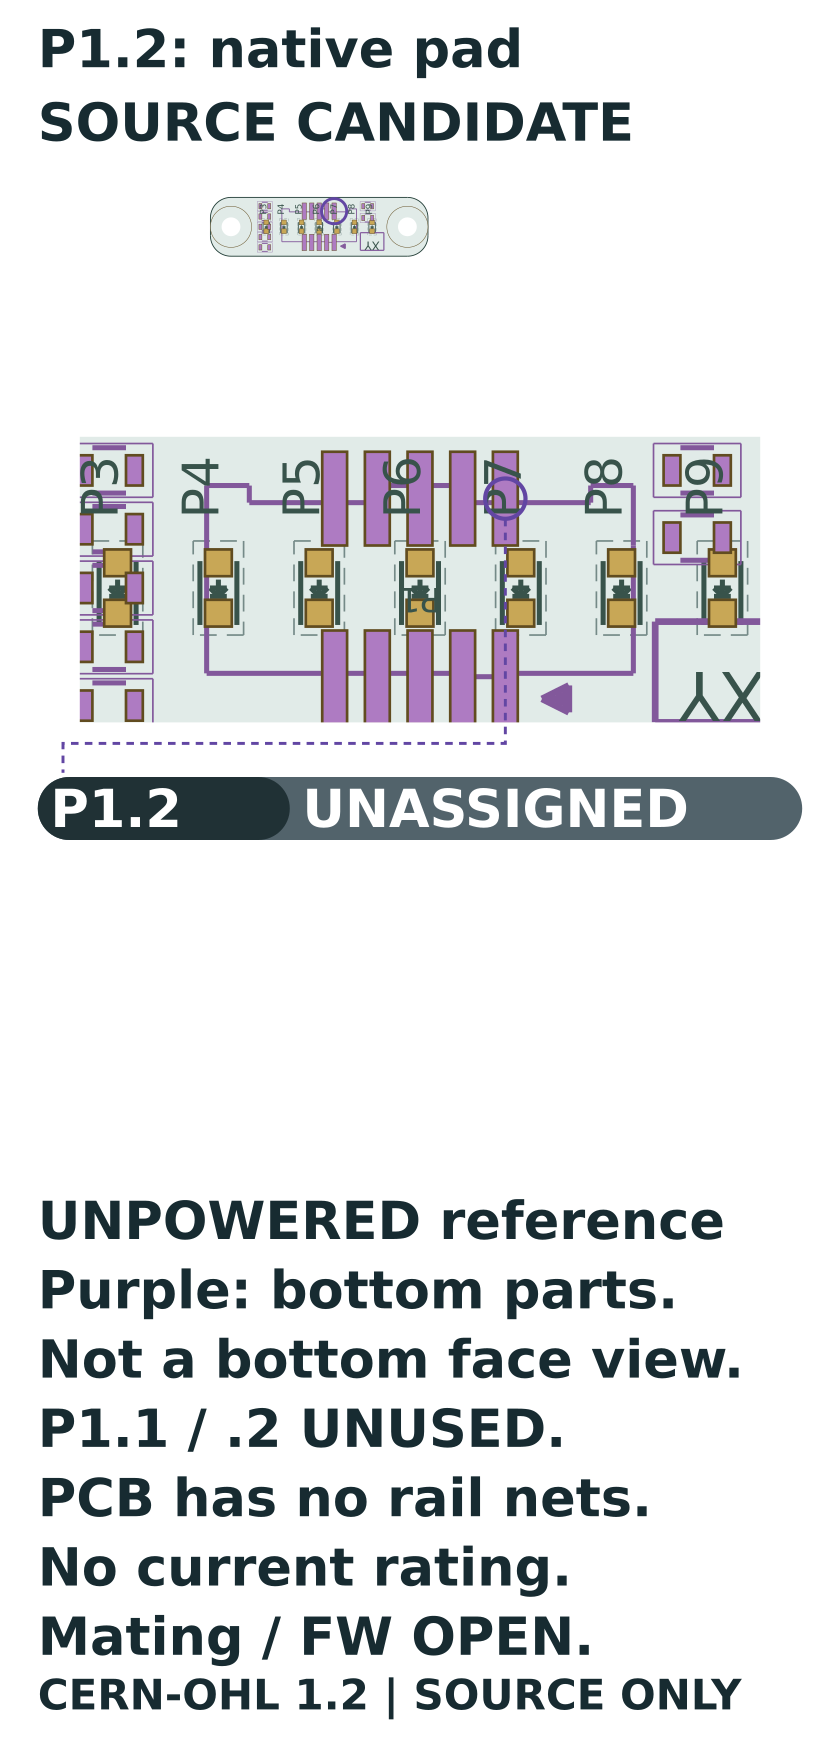 P1.2: native pad
SOURCE CANDIDATE
P3 P4 P5 P6 P7 P8 P9
P1
XY
P1.2 UNASSIGNED
UNPOWERED reference
Purple: bottom parts.
Not a bottom face view.
P1.1 / .2 UNUSED.
PCB has no rail nets.
No current rating.
Mating / FW OPEN.
CERN-OHL 1.2 | SOURCE ONLY